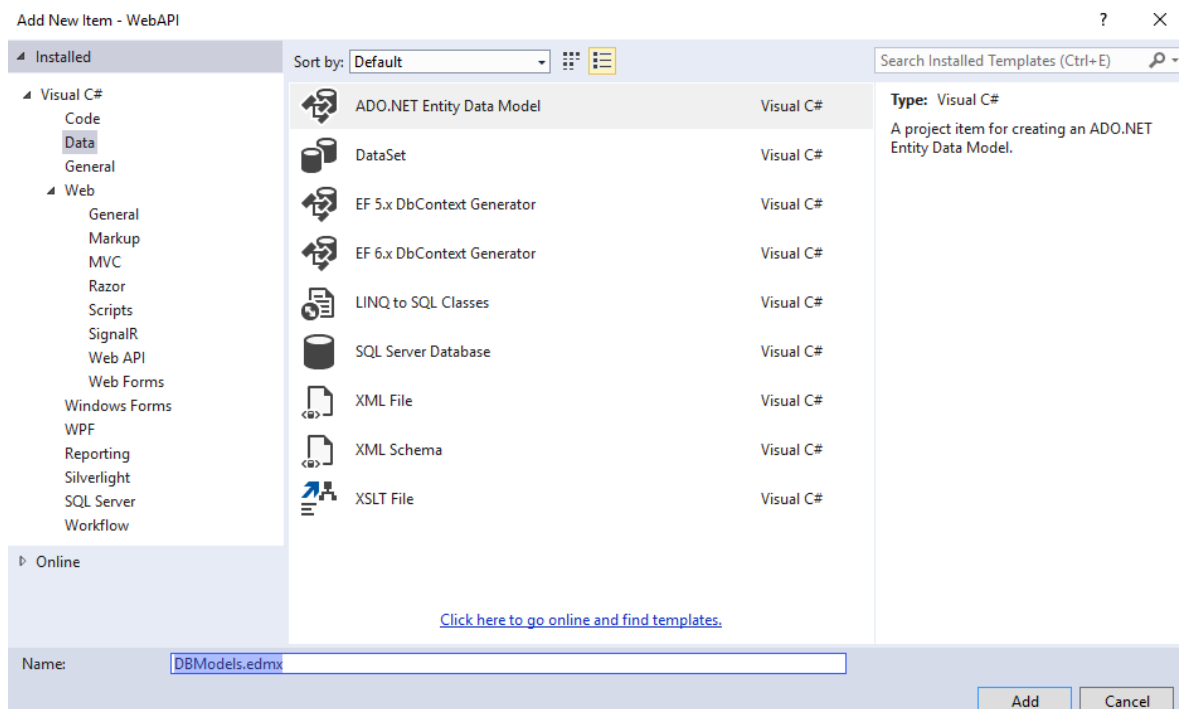 Add New Item - WebAPI
? ×
Installed
Sort by: Default
Search Installed Templates (Ctrl+E)
Visual C#
Code
Data
General
Web
General
Markup
MVC
Razor
Scripts
SignalR
Web API
Web Forms
Windows Forms
WPF
Reporting
Silverlight
SQL Server
Workflow
Online
ADO.NET Entity Data Model Visual C#
DataSet Visual C#
EF 5.x DbContext Generator Visual C#
EF 6.x DbContext Generator Visual C#
LINQ to SQL Classes Visual C#
SQL Server Database Visual C#
XML File Visual C#
XML Schema Visual C#
XSLT File Visual C#
Click here to go online and find templates.
Type: Visual C#
A project item for creating an ADO.NET
Entity Data Model.
Name: DBModels.edmx
Add Cancel